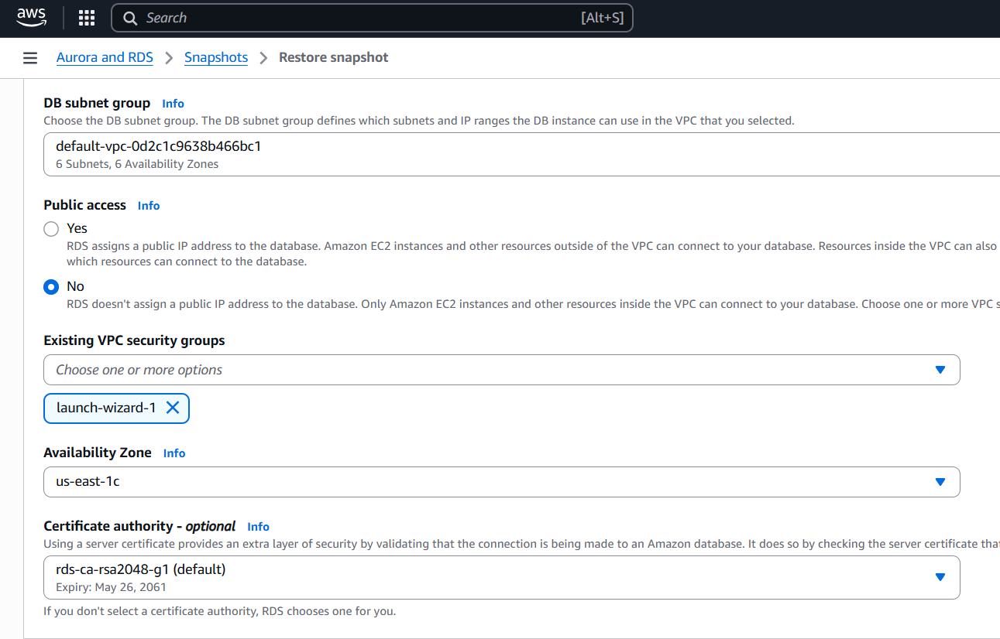 aws
Search [Alt+S]
Aurora and RDS > Snapshots > Restore snapshot
DB subnet group Info
Choose the DB subnet group. The DB subnet group defines which subnets and IP ranges the DB instance can use in the VPC that you selected.
default-vpc-0d2c1c9638b466bc1
6 Subnets, 6 Availability Zones
Public access Info
Yes
RDS assigns a public IP address to the database. Amazon EC2 instances and other resources outside of the VPC can connect to your database. Resources inside the VPC can also
which resources can connect to the database.
No
RDS doesn't assign a public IP address to the database. Only Amazon EC2 instances and other resources inside the VPC can connect to your database. Choose one or more VPC s
Existing VPC security groups
Choose one or more options
launch-wizard-1
Availability Zone Info
us-east-1c
Certificate authority - optional Info
Using a server certificate provides an extra layer of security by validating that the connection is being made to an Amazon database. It does so by checking the server certificate tha
rds-ca-rsa2048-g1 (default)
Expiry: May 26, 2061
If you don't select a certificate authority, RDS chooses one for you.